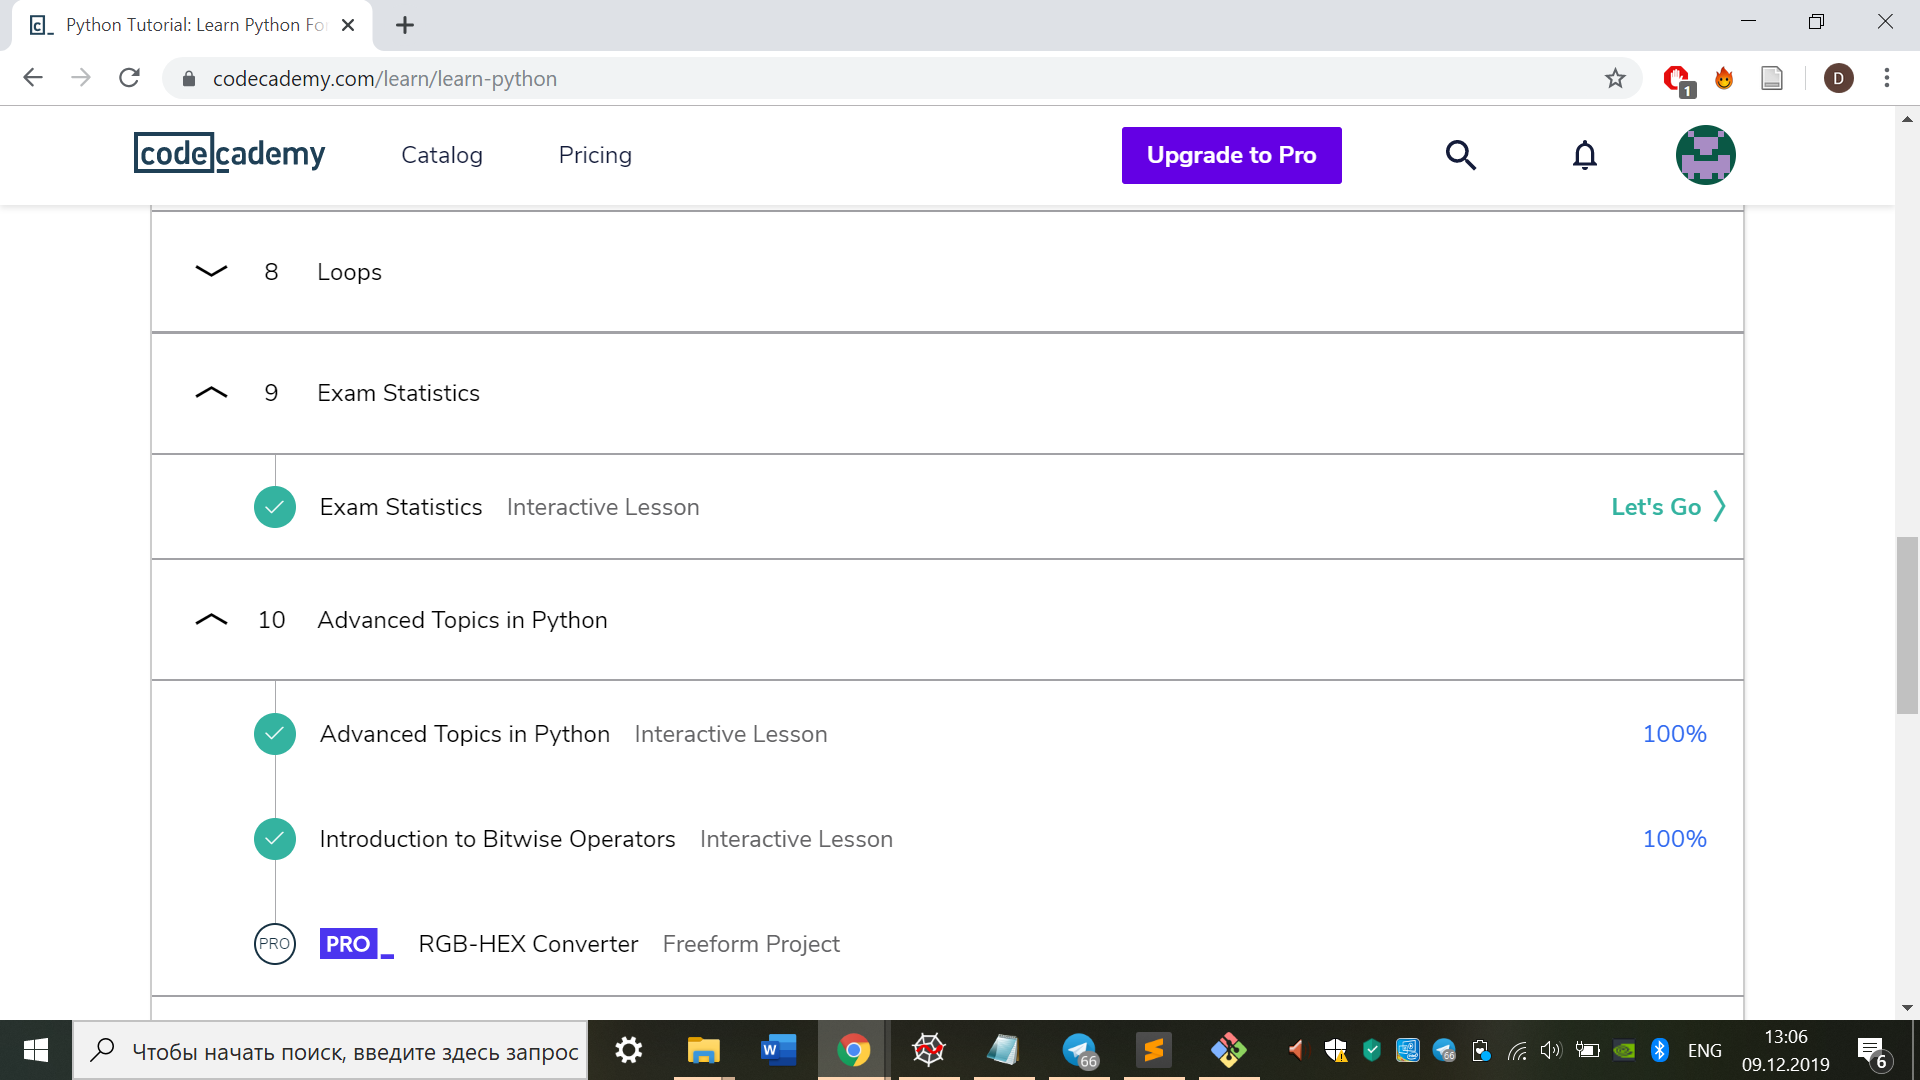 Python Tutorial: Learn Python Fo
codecademy.com/learn/learn-python
1
D
codecademy
Catalog
Pricing
Upgrade to Pro
8 Loops
9 Exam Statistics
Exam Statistics Interactive Lesson Let's Go
10 Advanced Topics in Python
Advanced Topics in Python Interactive Lesson 100%
Introduction to Bitwise Operators Interactive Lesson 100%
PRO PRO_ RGB-HEX Converter Freeform Project
Чтобы начать поиск, введите здесь запрос
W
66
66
ENG
13:06
09.12.2019
6